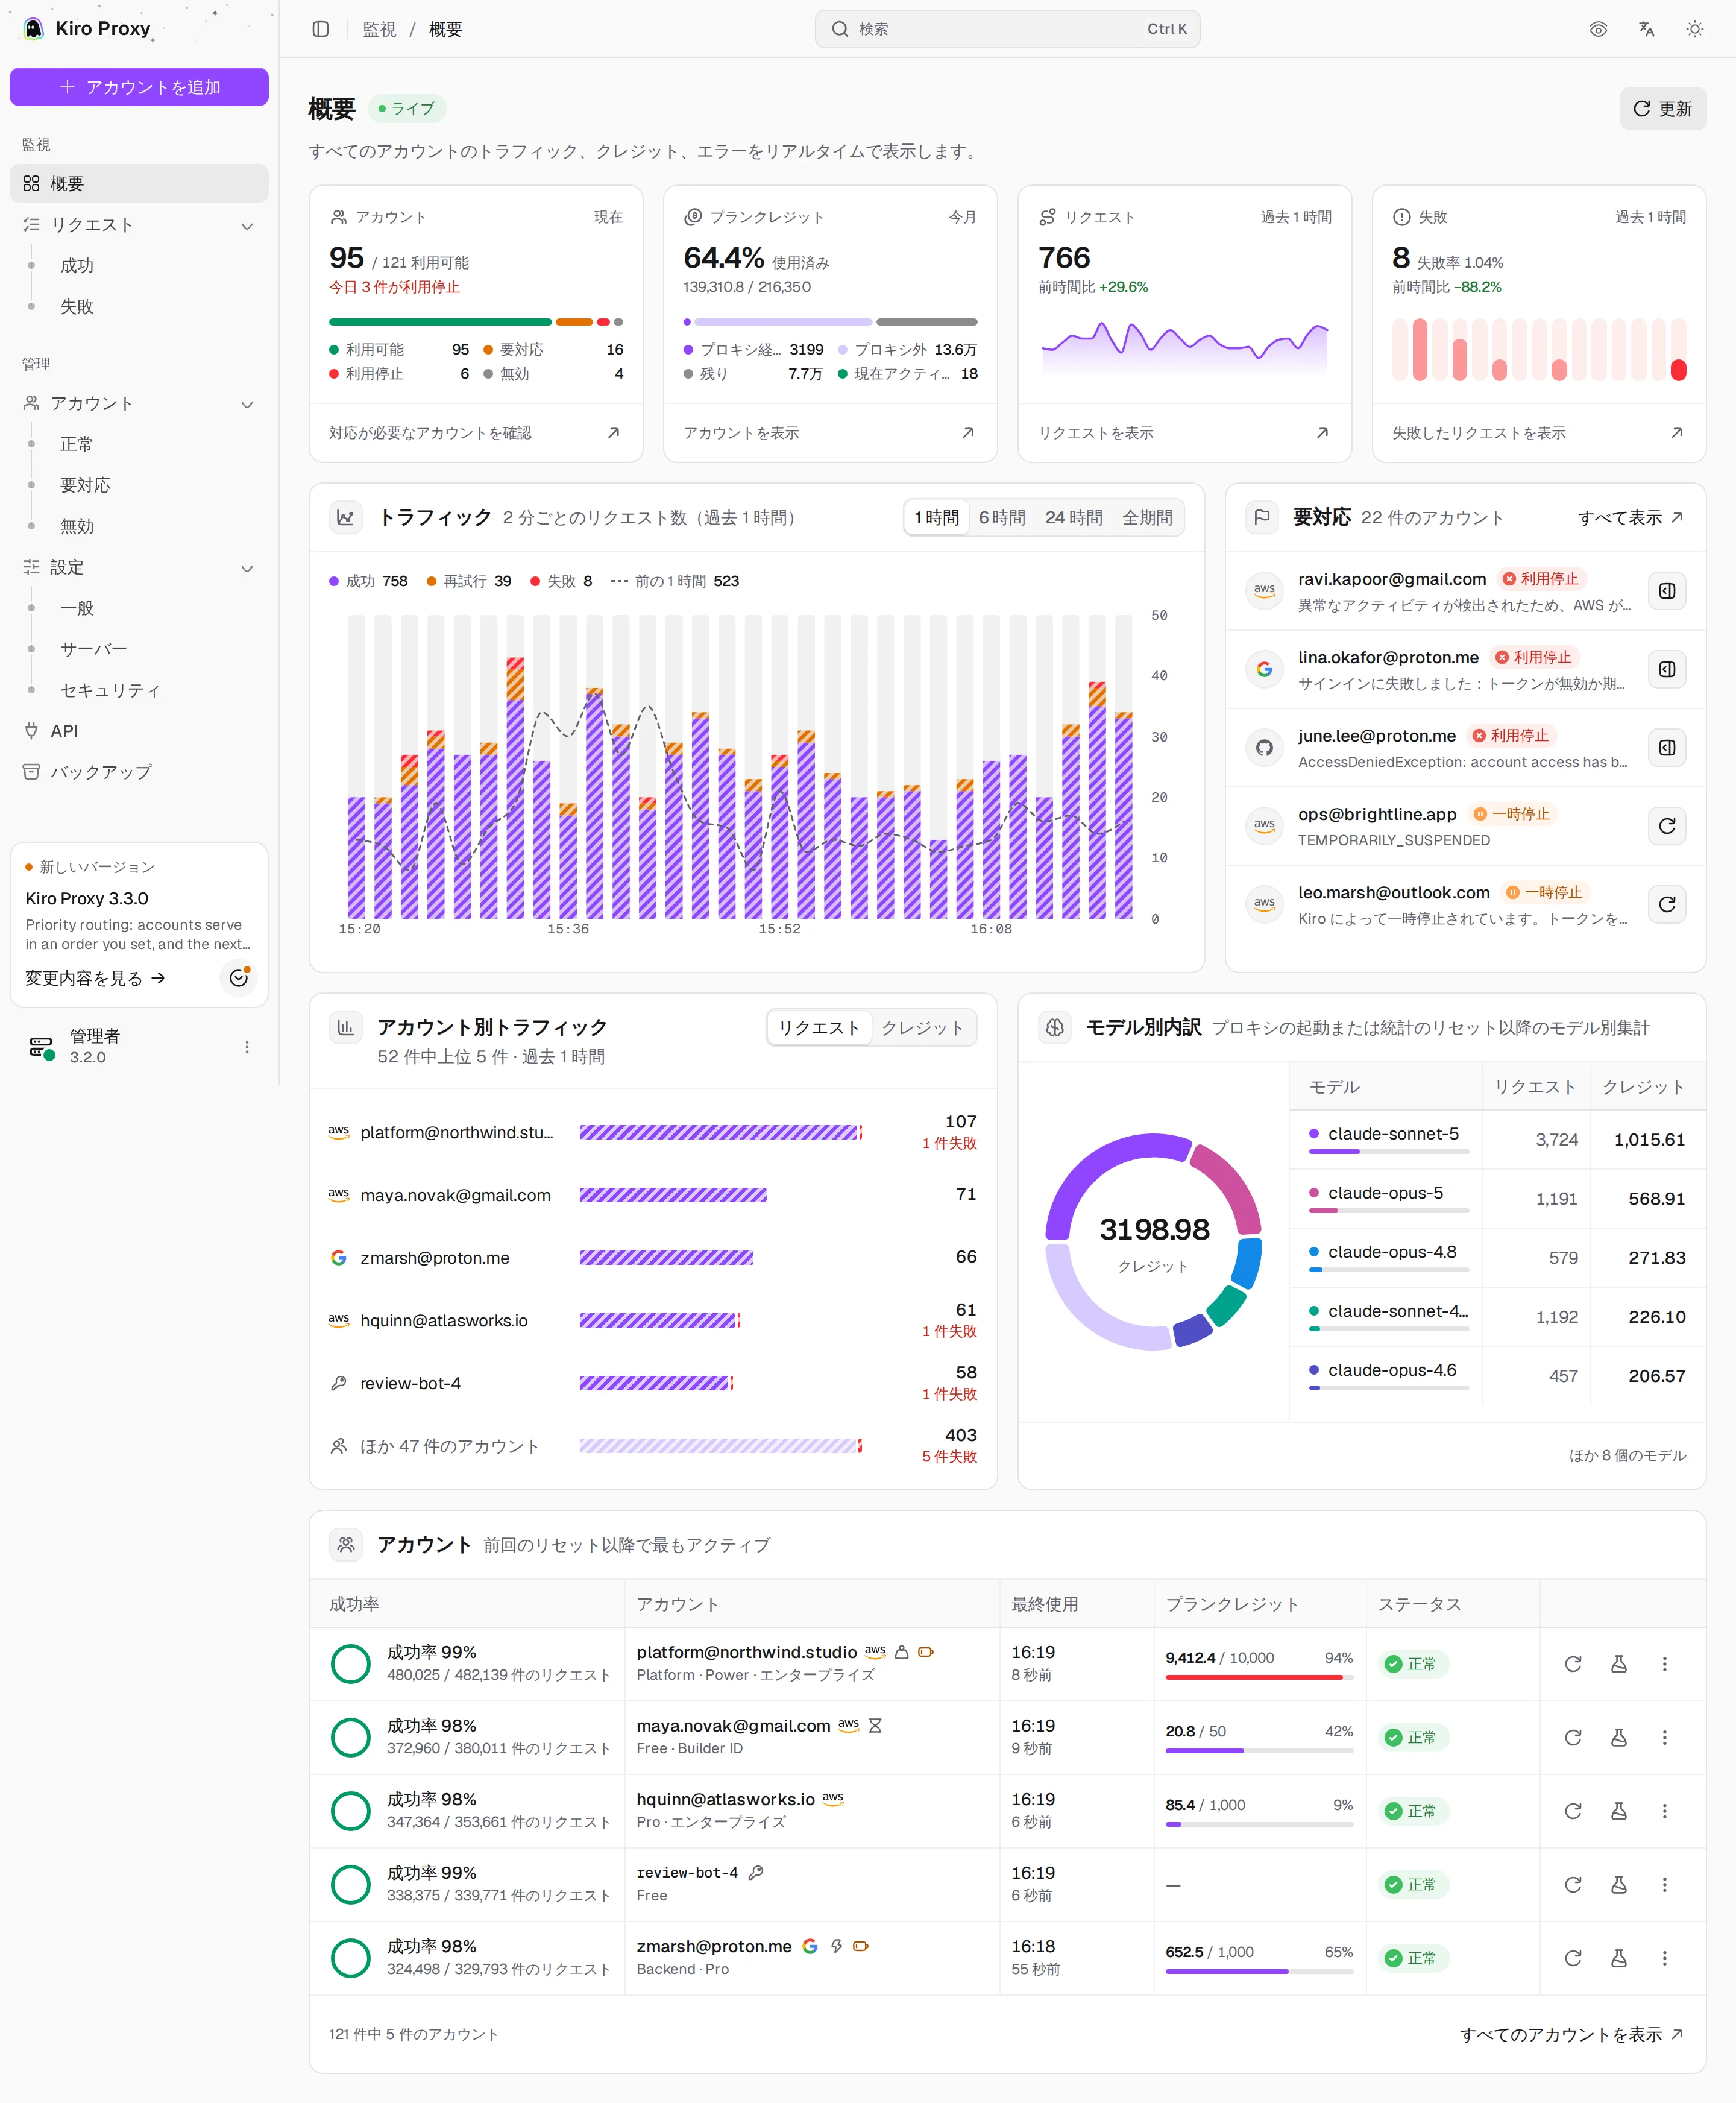 Kiro Proxy
アカウントを追加
監視
概要
リクエスト
成功
失敗
管理
アカウント
正常
要対応
無効
設定
一般
サーバー
セキュリティ
API
バックアップ
新しいバージョン
Kiro Proxy 3.3.0
Priority routing: accounts serve
in an order you set, and the next...
変更内容を見る
管理者
3.2.0
監視 / 概要
検索 Ctrl K
概要 ライブ
更新
すべてのアカウントのトラフィック、クレジット、エラーをリアルタイムで表示します。
アカウント 現在
95 / 121 利用可能
今日 3 件が利用停止
利用可能 95 要対応 16
利用停止 6 無効 4
対応が必要なアカウントを確認
プランクレジット 今月
64.4% 使用済み
139,310.8 / 216,350
プロキシ経... 3199 プロキシ外 13.6万
残り 7.7万 現在アクティ... 18
アカウントを表示
リクエスト 過去 1 時間
766
前時間比 +29.6%
リクエストを表示
失敗 過去 1 時間
8 失敗率 1.04%
前時間比 −88.2%
失敗したリクエストを表示
トラフィック 2 分ごとのリクエスト数（過去 1 時間）
1 時間 6 時間 24 時間 全期間
成功 758 再試行 39 失敗 8 前の 1 時間 523
50
40
30
20
10
0
15:20 15:36 15:52 16:08
要対応 22 件のアカウント すべて表示
aws ravi.kapoor@gmail.com 利用停止
異常なアクティビティが検出されたため、AWS が...
lina.okafor@proton.me 利用停止
サインインに失敗しました：トークンが無効か期...
june.lee@proton.me 利用停止
AccessDeniedException: account access has b...
aws ops@brightline.app 一時停止
TEMPORARILY_SUSPENDED
aws leo.marsh@outlook.com 一時停止
Kiro によって一時停止されています。トークンを...
アカウント別トラフィック
52 件中上位 5 件 · 過去 1 時間
リクエスト クレジット
aws platform@northwind.stu... 107
1 件失敗
aws maya.novak@gmail.com 71
zmarsh@proton.me 66
aws hquinn@atlasworks.io 61
1 件失敗
review-bot-4 58
1 件失敗
ほか 47 件のアカウント 403
5 件失敗
モデル別内訳 プロキシの起動または統計のリセット以降のモデル別集計
3198.98
クレジット
モデル リクエスト クレジット
claude-sonnet-5 3,724 1,015.61
claude-opus-5 1,191 568.91
claude-opus-4.8 579 271.83
claude-sonnet-4... 1,192 226.10
claude-opus-4.6 457 206.57
ほか 8 個のモデル
アカウント 前回のリセット以降で最もアクティブ
成功率 アカウント 最終使用 プランクレジット ステータス
成功率 99% platform@northwind.studio aws 16:19 9,412.4 / 10,000 94% 正常
480,025 / 482,139 件のリクエスト Platform · Power · エンタープライズ 8 秒前
成功率 98% maya.novak@gmail.com aws 16:19 20.8 / 50 42% 正常
372,960 / 380,011 件のリクエスト Free · Builder ID 9 秒前
成功率 98% hquinn@atlasworks.io aws 16:19 85.4 / 1,000 9% 正常
347,364 / 353,661 件のリクエスト Pro · エンタープライズ 6 秒前
成功率 99% review-bot-4 16:19 — 正常
338,375 / 339,771 件のリクエスト Free 6 秒前
成功率 98% zmarsh@proton.me 16:18 652.5 / 1,000 65% 正常
324,498 / 329,793 件のリクエスト Backend · Pro 55 秒前
121 件中 5 件のアカウント すべてのアカウントを表示